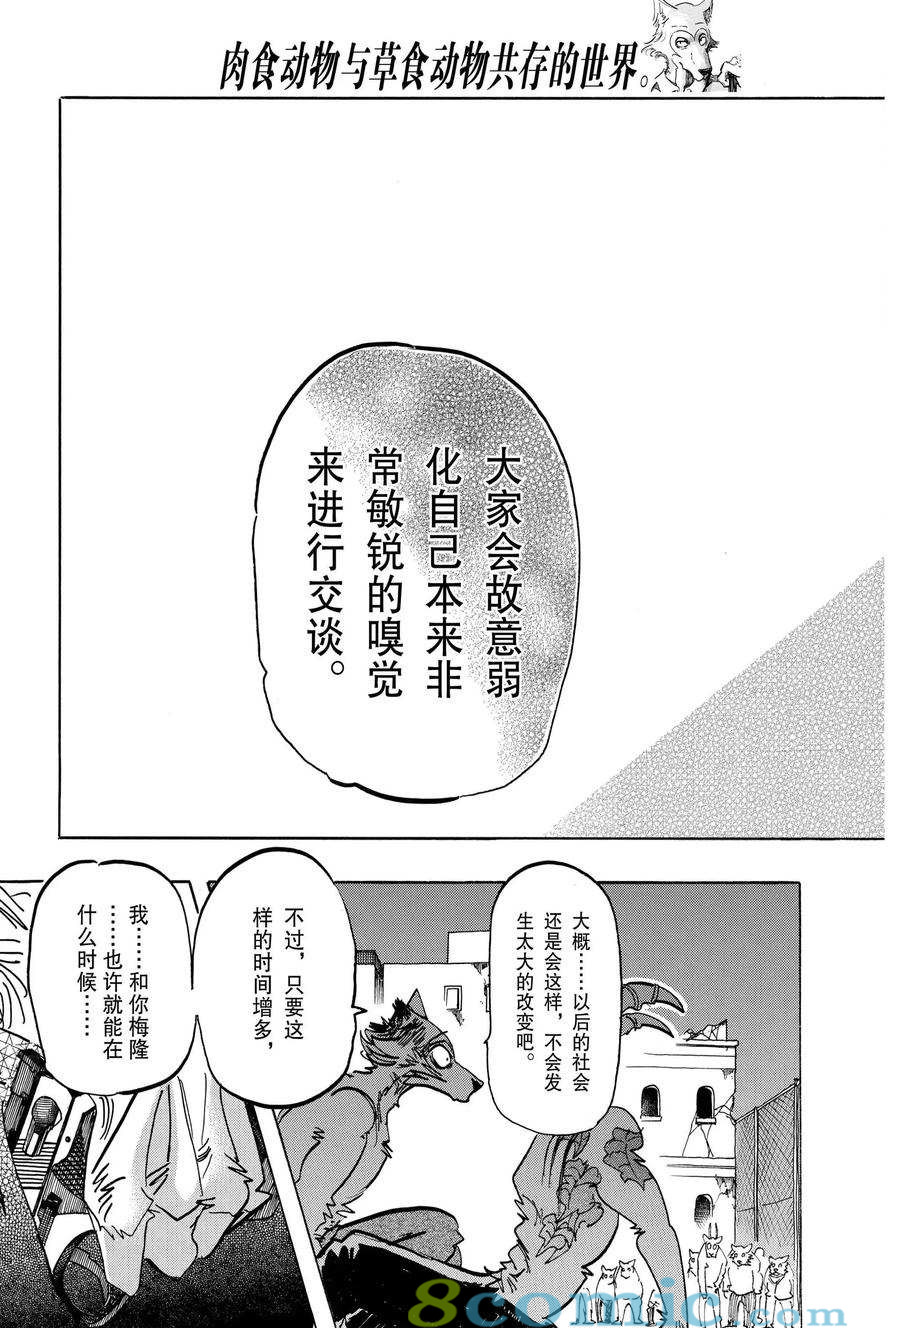 肉食动物与草食动物共存的世界。
大家会故意弱
化自己本来非
常敏锐的嗅觉
来进行交谈。
大概……以后的社会
还是会这样，不会发
生太大的改变吧。
不过，只要这
样的时间增多，
我……和你梅隆
……也许就能在
什么时候……
8comic.com